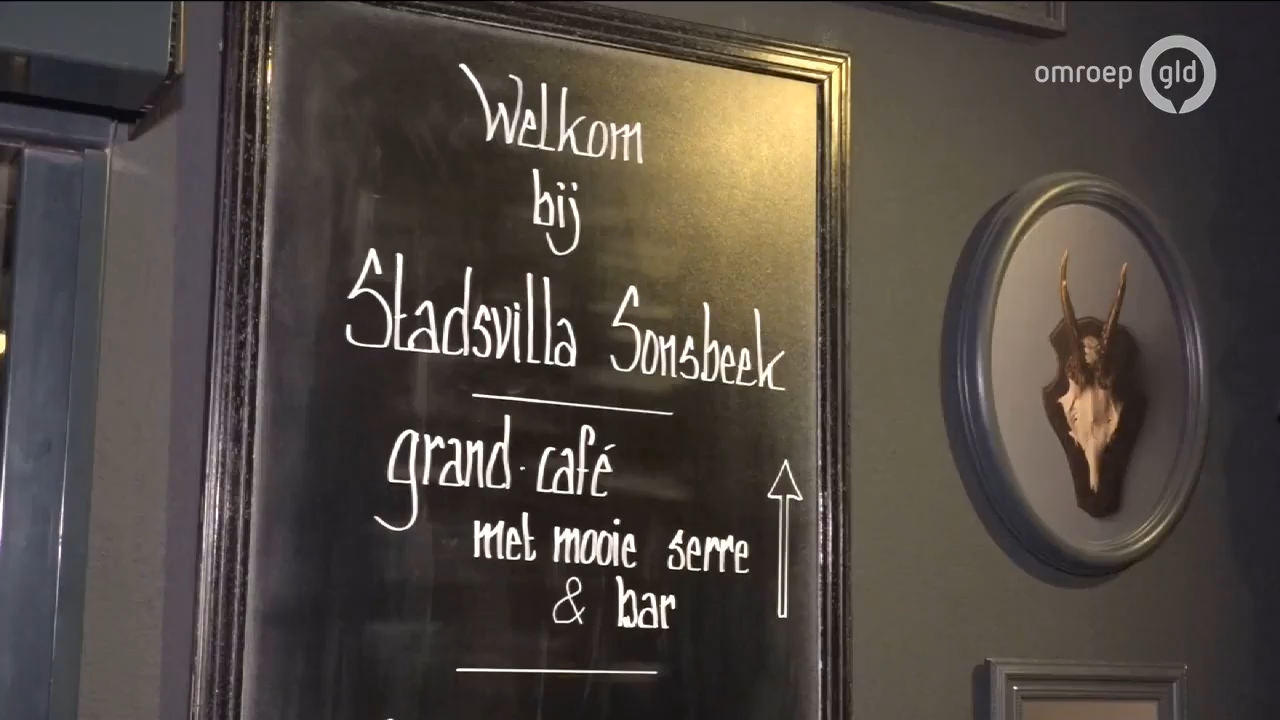 omroep gld
Welkom
bij
Stadsvilla Sonsbeek
grand-café
met mooie serre
& bar